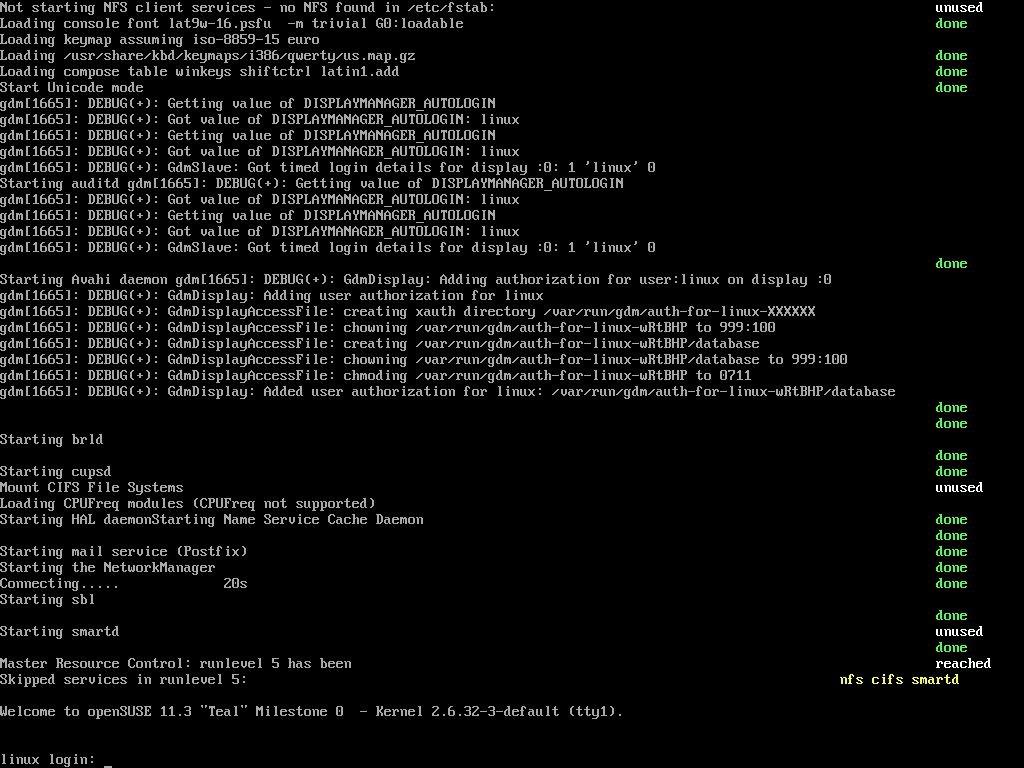 Not starting NFS client services - no NFS found in /etc/fstab: unused
Loading console font lat9w-16.psfu  -m trivial G0:loadable done
Loading keymap assuming iso-8859-15 euro
Loading /usr/share/kbd/keymaps/i386/qwerty/us.map.gz done
Loading compose table winkeys shiftctrl latin1.add done
Start Unicode mode done
gdm[1665]: DEBUG(+): Getting value of DISPLAYMANAGER_AUTOLOGIN
gdm[1665]: DEBUG(+): Got value of DISPLAYMANAGER_AUTOLOGIN: linux
gdm[1665]: DEBUG(+): Getting value of DISPLAYMANAGER_AUTOLOGIN
gdm[1665]: DEBUG(+): Got value of DISPLAYMANAGER_AUTOLOGIN: linux
gdm[1665]: DEBUG(+): GdmSlave: Got timed login details for display :0: 1 'linux' 0
Starting auditd gdm[1665]: DEBUG(+): Getting value of DISPLAYMANAGER_AUTOLOGIN
gdm[1665]: DEBUG(+): Got value of DISPLAYMANAGER_AUTOLOGIN: linux
gdm[1665]: DEBUG(+): Getting value of DISPLAYMANAGER_AUTOLOGIN
gdm[1665]: DEBUG(+): Got value of DISPLAYMANAGER_AUTOLOGIN: linux
gdm[1665]: DEBUG(+): GdmSlave: Got timed login details for display :0: 1 'linux' 0
done
Starting Avahi daemon gdm[1665]: DEBUG(+): GdmDisplay: Adding authorization for user:linux on display :0
gdm[1665]: DEBUG(+): GdmDisplay: Adding user authorization for linux
gdm[1665]: DEBUG(+): GdmDisplayAccessFile: creating xauth directory /var/run/gdm/auth-for-linux-XXXXXX
gdm[1665]: DEBUG(+): GdmDisplayAccessFile: chowning /var/run/gdm/auth-for-linux-wRtBHP to 999:100
gdm[1665]: DEBUG(+): GdmDisplayAccessFile: creating /var/run/gdm/auth-for-linux-wRtBHP/database
gdm[1665]: DEBUG(+): GdmDisplayAccessFile: chowning /var/run/gdm/auth-for-linux-wRtBHP/database to 999:100
gdm[1665]: DEBUG(+): GdmDisplayAccessFile: chmoding /var/run/gdm/auth-for-linux-wRtBHP to 0711
gdm[1665]: DEBUG(+): GdmDisplay: Added user authorization for linux: /var/run/gdm/auth-for-linux-wRtBHP/database
done
done
Starting brld
done
Starting cupsd done
Mount CIFS File Systems unused
Loading CPUFreq modules (CPUFreq not supported)
Starting HAL daemonStarting Name Service Cache Daemon done
done
Starting mail service (Postfix) done
Starting the NetworkManager done
Connecting..... 20s done
Starting sbl
done
Starting smartd unused
done
Master Resource Control: runlevel 5 has been reached
Skipped services in runlevel 5: nfs cifs smartd
Welcome to openSUSE 11.3 "Teal" Milestone 0  - Kernel 2.6.32-3-default (tty1).
linux login: _